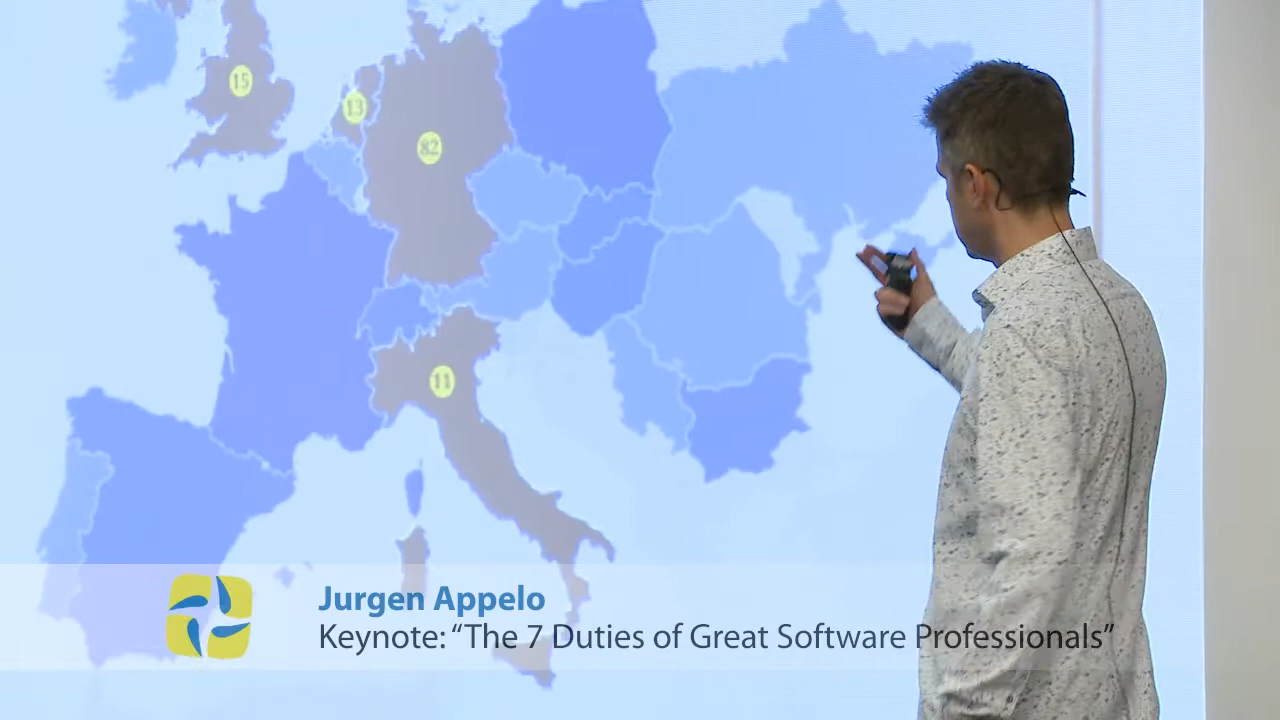 15
13
82
11
Jurgen Appelo
Keynote: “The 7 Duties of Great Software Professionals”